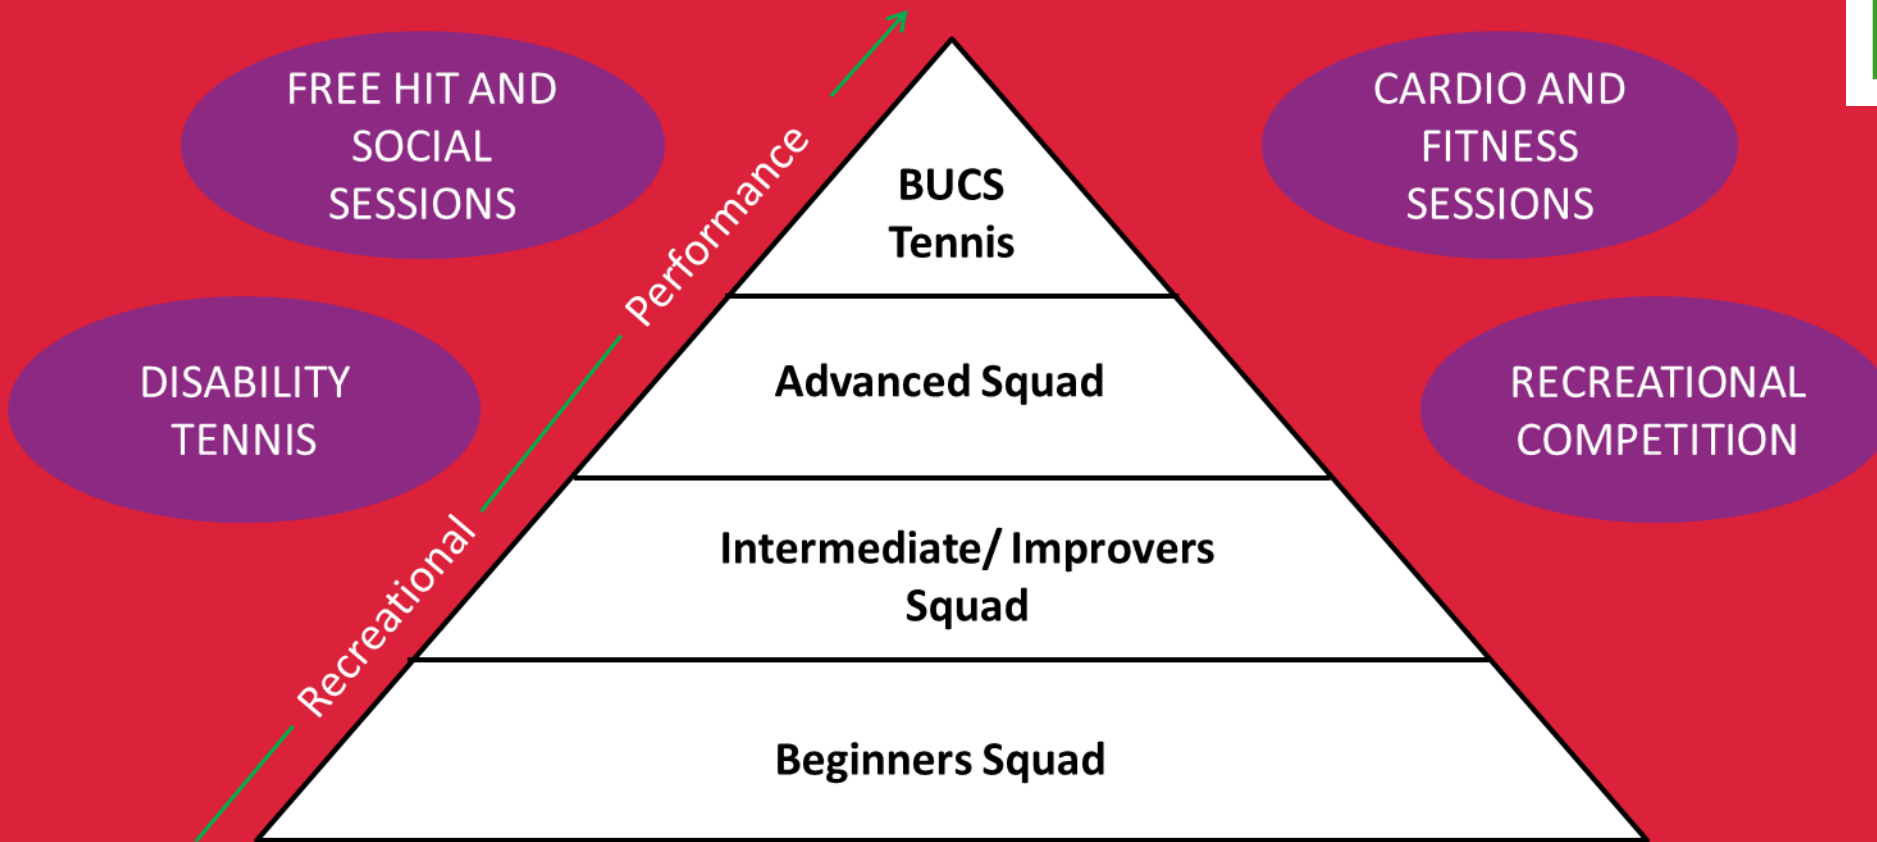 FREE HIT AND
SOCIAL
SESSIONS
CARDIO AND
FITNESS
SESSIONS
DISABILITY
TENNIS
RECREATIONAL
COMPETITION
Performance
Recreational
BUCS
Tennis
Advanced Squad
Intermediate/ Improvers
Squad
Beginners Squad